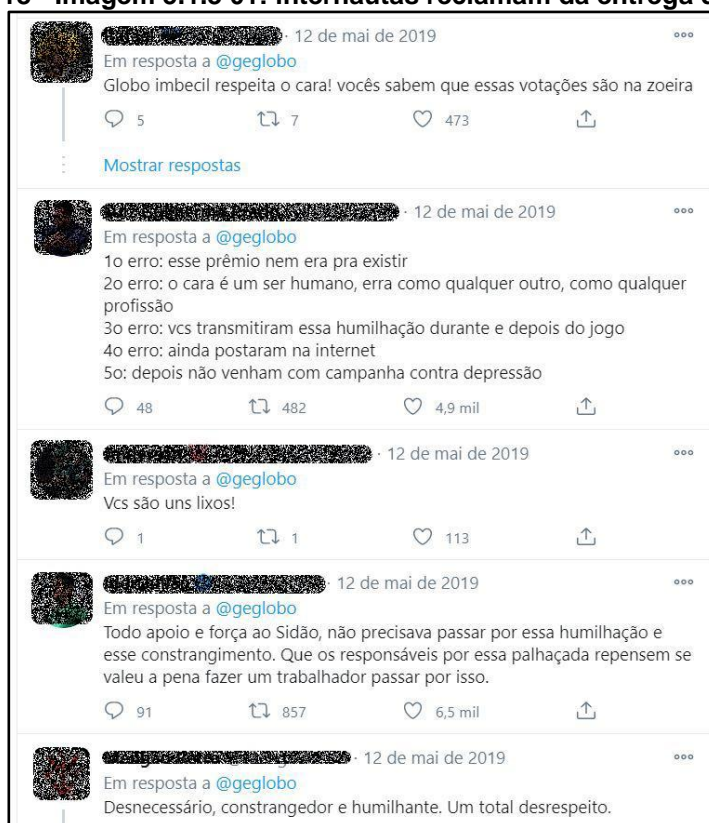 12 de mai de 2019
Em resposta a @geglobo
Globo imbecil respeita o cara! vocês sabem que essas votações são na zoeira
5 7 473
Mostrar respostas
12 de mai de 2019
Em resposta a @geglobo
1o erro: esse prêmio nem era pra existir
2o erro: o cara é um ser humano, erra como qualquer outro, como qualquer
profissão
3o erro: vcs transmitiram essa humilhação durante e depois do jogo
4o erro: ainda postaram na internet
5o: depois não venham com campanha contra depressão
48 482 4,9 mil
12 de mai de 2019
Em resposta a @geglobo
Vcs são uns lixos!
1 1 113
12 de mai de 2019
Em resposta a @geglobo
Todo apoio e força ao Sidão, não precisava passar por essa humilhação e
esse constrangimento. Que os responsáveis por essa palhaçada repensem se
valeu a pena fazer um trabalhador passar por isso.
91 857 6,5 mil
12 de mai de 2019
Em resposta a @geglobo
Desnecessário, constrangedor e humilhante. Um total desrespeito.